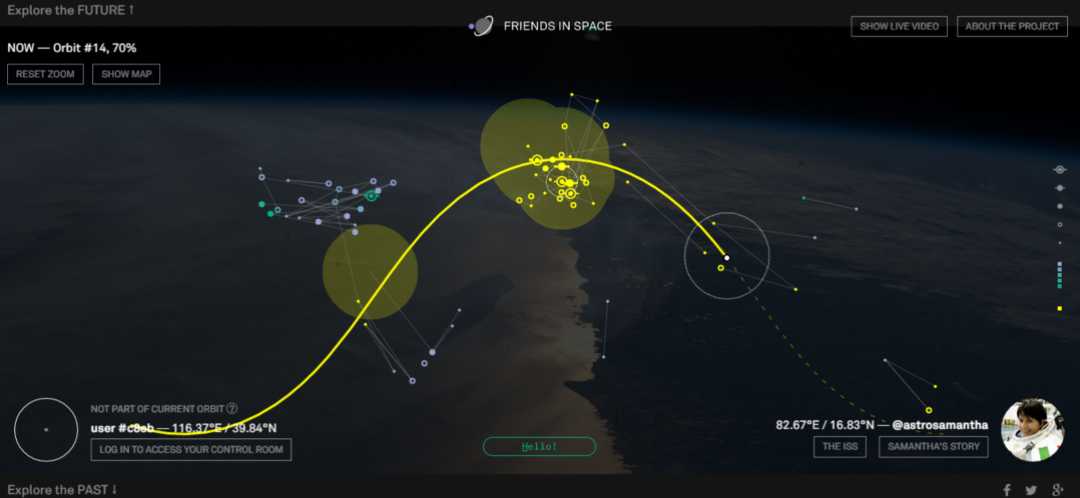 Explore the FUTURE ↑
FRIENDS IN SPACE
SHOW LIVE VIDEO
ABOUT THE PROJECT
NOW — Orbit #14, 70%
RESET ZOOM
SHOW MAP
NOT PART OF CURRENT ORBIT ?
user #c8eb — 116.37°E / 39.84°N
LOG IN TO ACCESS YOUR CONTROL ROOM
Hello!
82.67°E / 16.83°N — @astrosamantha
THE ISS
SAMANTHA'S STORY
Explore the PAST ↓